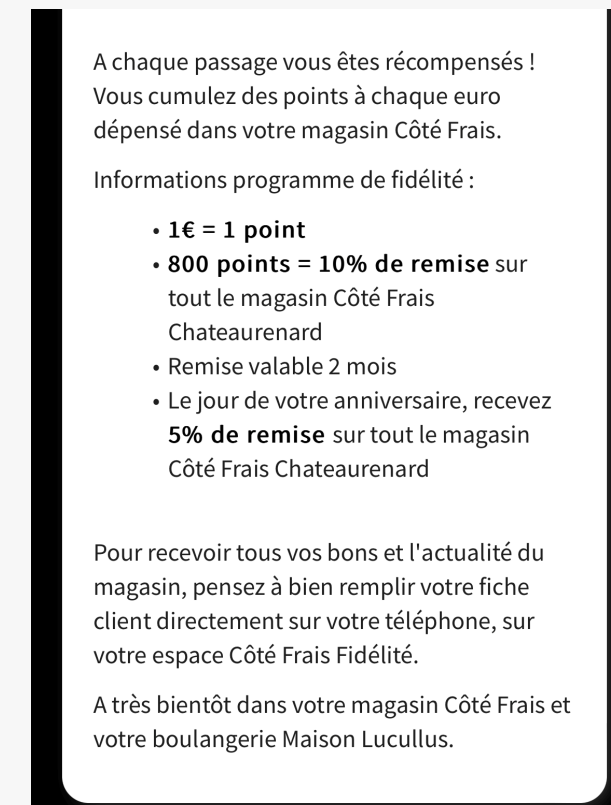 A chaque passage vous êtes récompensés !
Vous cumulez des points à chaque euro
dépensé dans votre magasin Côté Frais.
Informations programme de fidélité :
• 1€ = 1 point
• 800 points = 10% de remise sur
tout le magasin Côté Frais
Chateaurenard
• Remise valable 2 mois
• Le jour de votre anniversaire, recevez
5% de remise sur tout le magasin
Côté Frais Chateaurenard
Pour recevoir tous vos bons et l'actualité du
magasin, pensez à bien remplir votre fiche
client directement sur votre téléphone, sur
votre espace Côté Frais Fidélité.
A très bientôt dans votre magasin Côté Frais et
votre boulangerie Maison Lucullus.